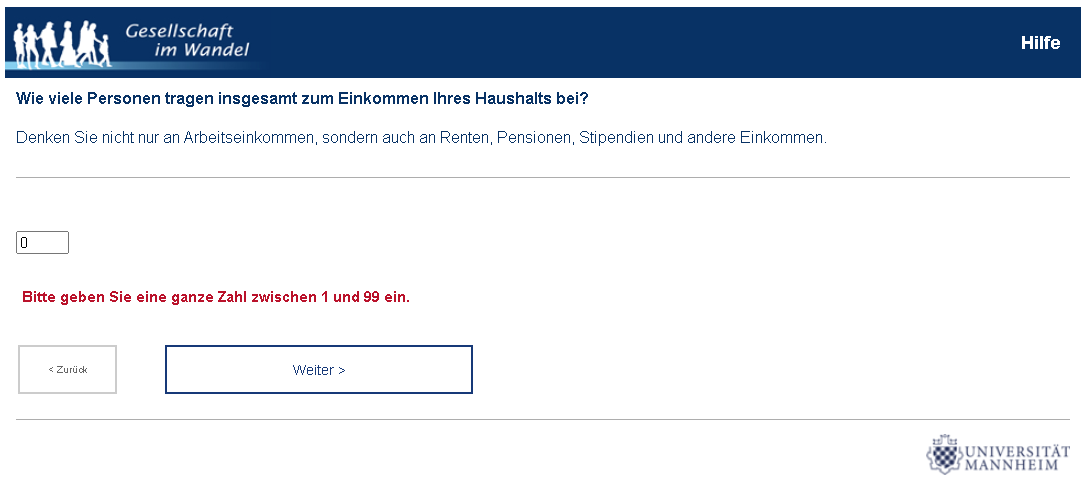 Gesellschaft
im Wandel
Hilfe
Wie viele Personen tragen insgesamt zum Einkommen Ihres Haushalts bei?
Denken Sie nicht nur an Arbeitseinkommen, sondern auch an Renten, Pensionen, Stipendien und andere Einkommen.
0
Bitte geben Sie eine ganze Zahl zwischen 1 und 99 ein.
< Zurück
Weiter >
UNIVERSITÄT
MANNHEIM